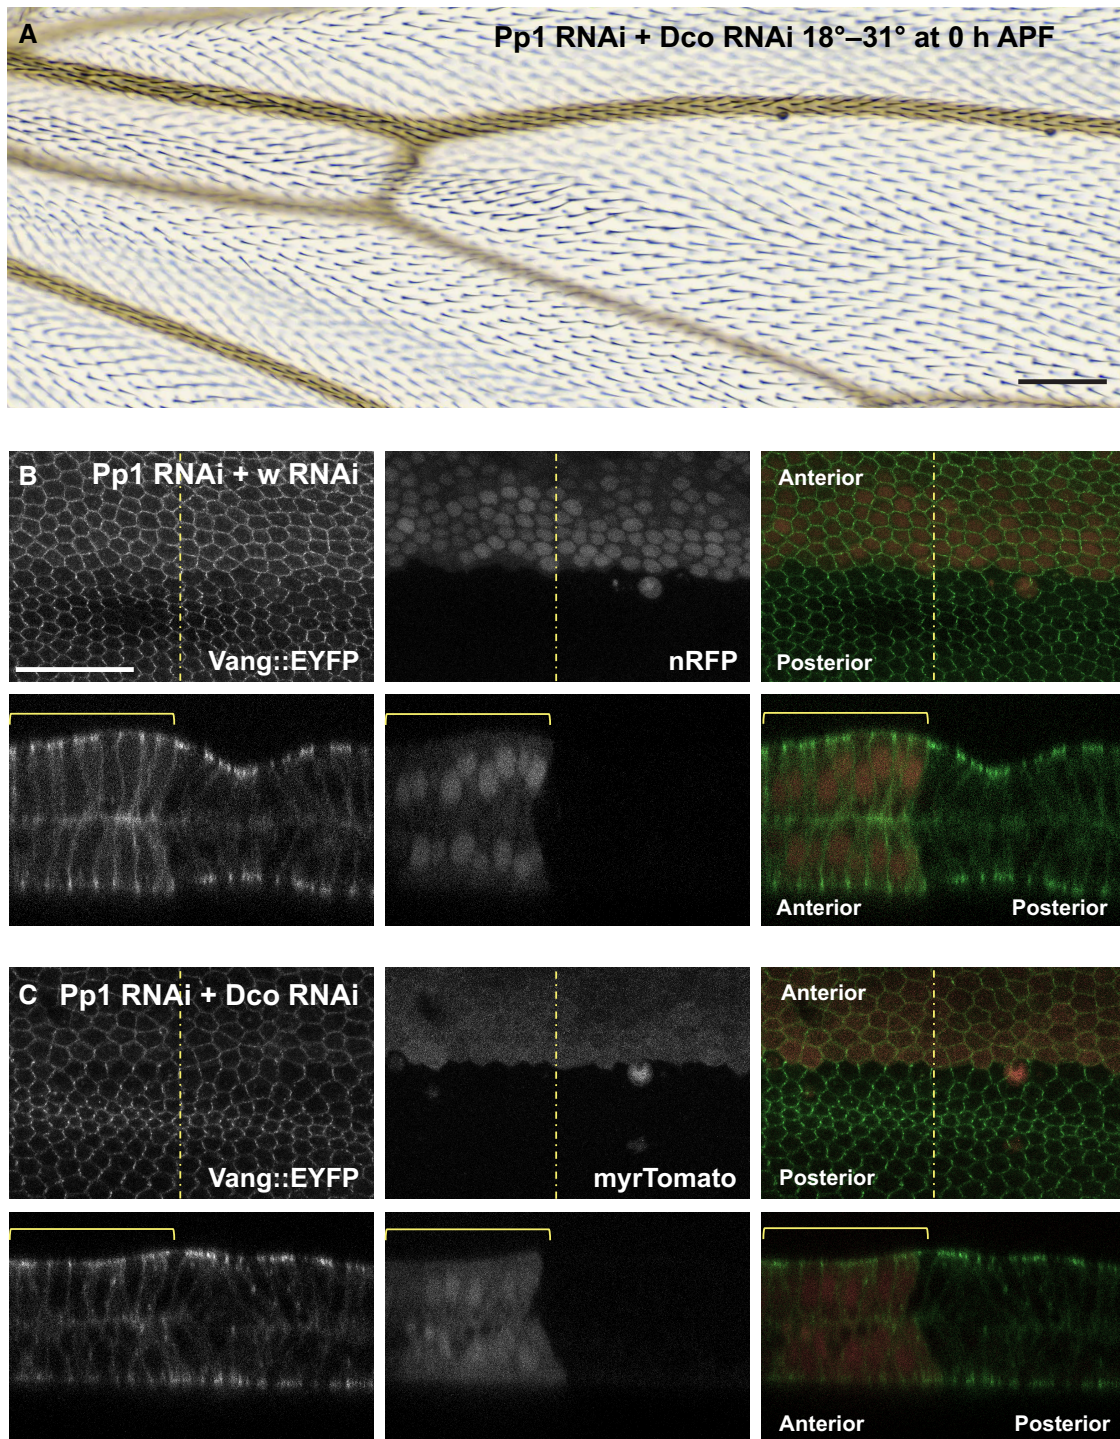 A
Pp1 RNAi + Dco RNAi 18°–31° at 0 h APF
B
Pp1 RNAi + w RNAi
Vang::EYFP
nRFP
Anterior
Posterior
Anterior
Posterior
C
Pp1 RNAi + Dco RNAi
Vang::EYFP
myrTomato
Anterior
Posterior
Anterior
Posterior